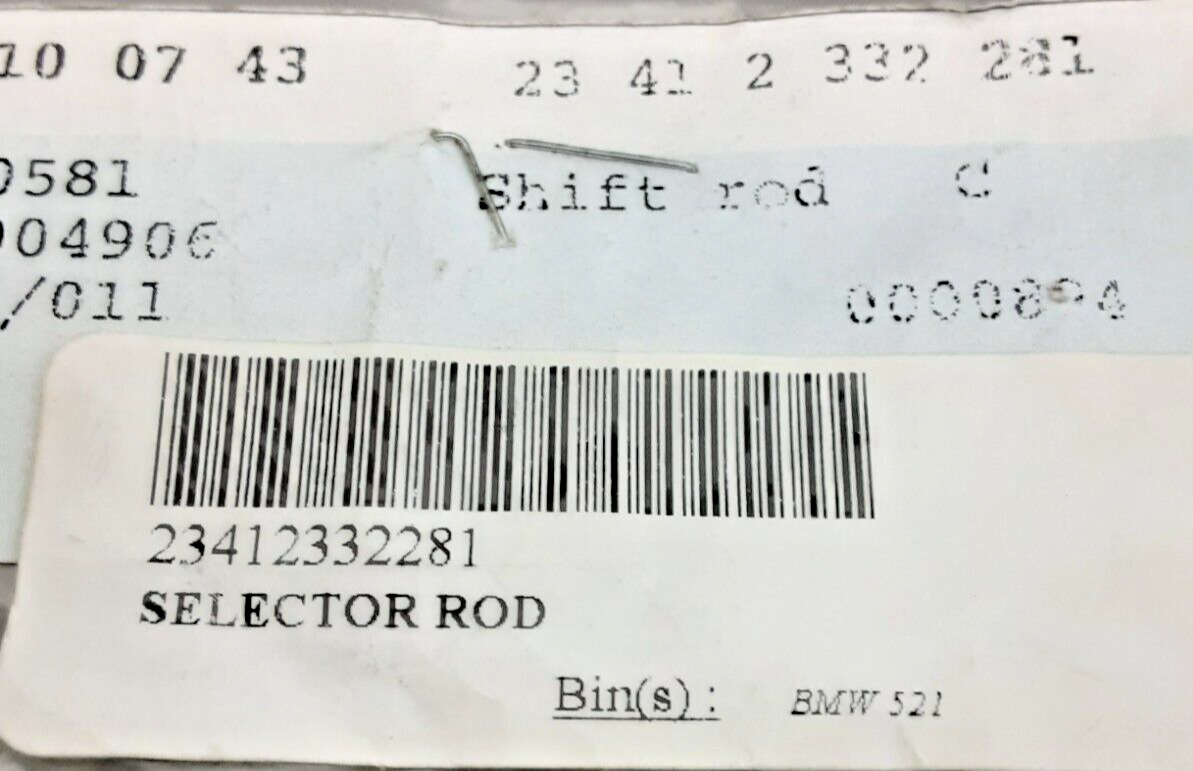 10 07 43 23 41 2 332 281
0581 Shift rod C
004906
/011
23412332281
SELECTOR ROD
Bin(s) : BMW 521